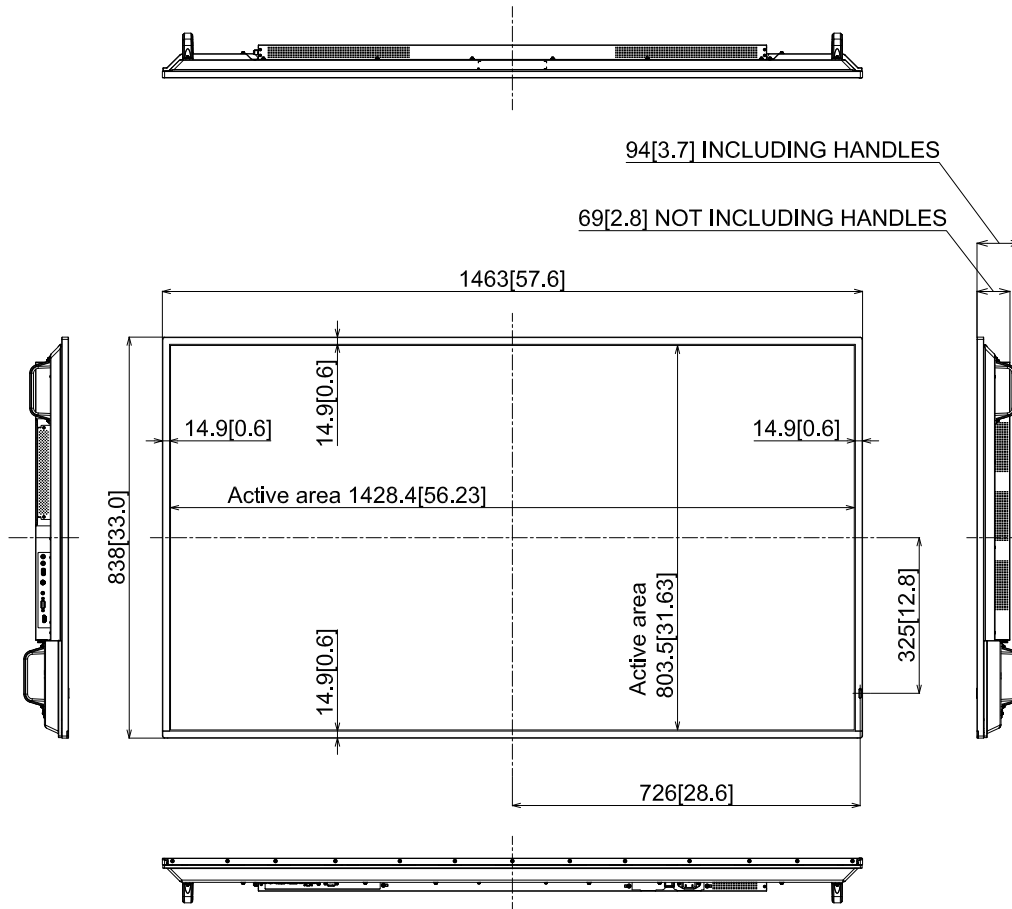 94[3.7] INCLUDING HANDLES
69[2.8] NOT INCLUDING HANDLES
1463[57.6]
14.9[0.6]
14.9[0.6]
14.9[0.6]
Active area 1428.4[56.23]
838[33.0]
Active area
803.5[31.63]
325[12.8]
14.9[0.6]
726[28.6]